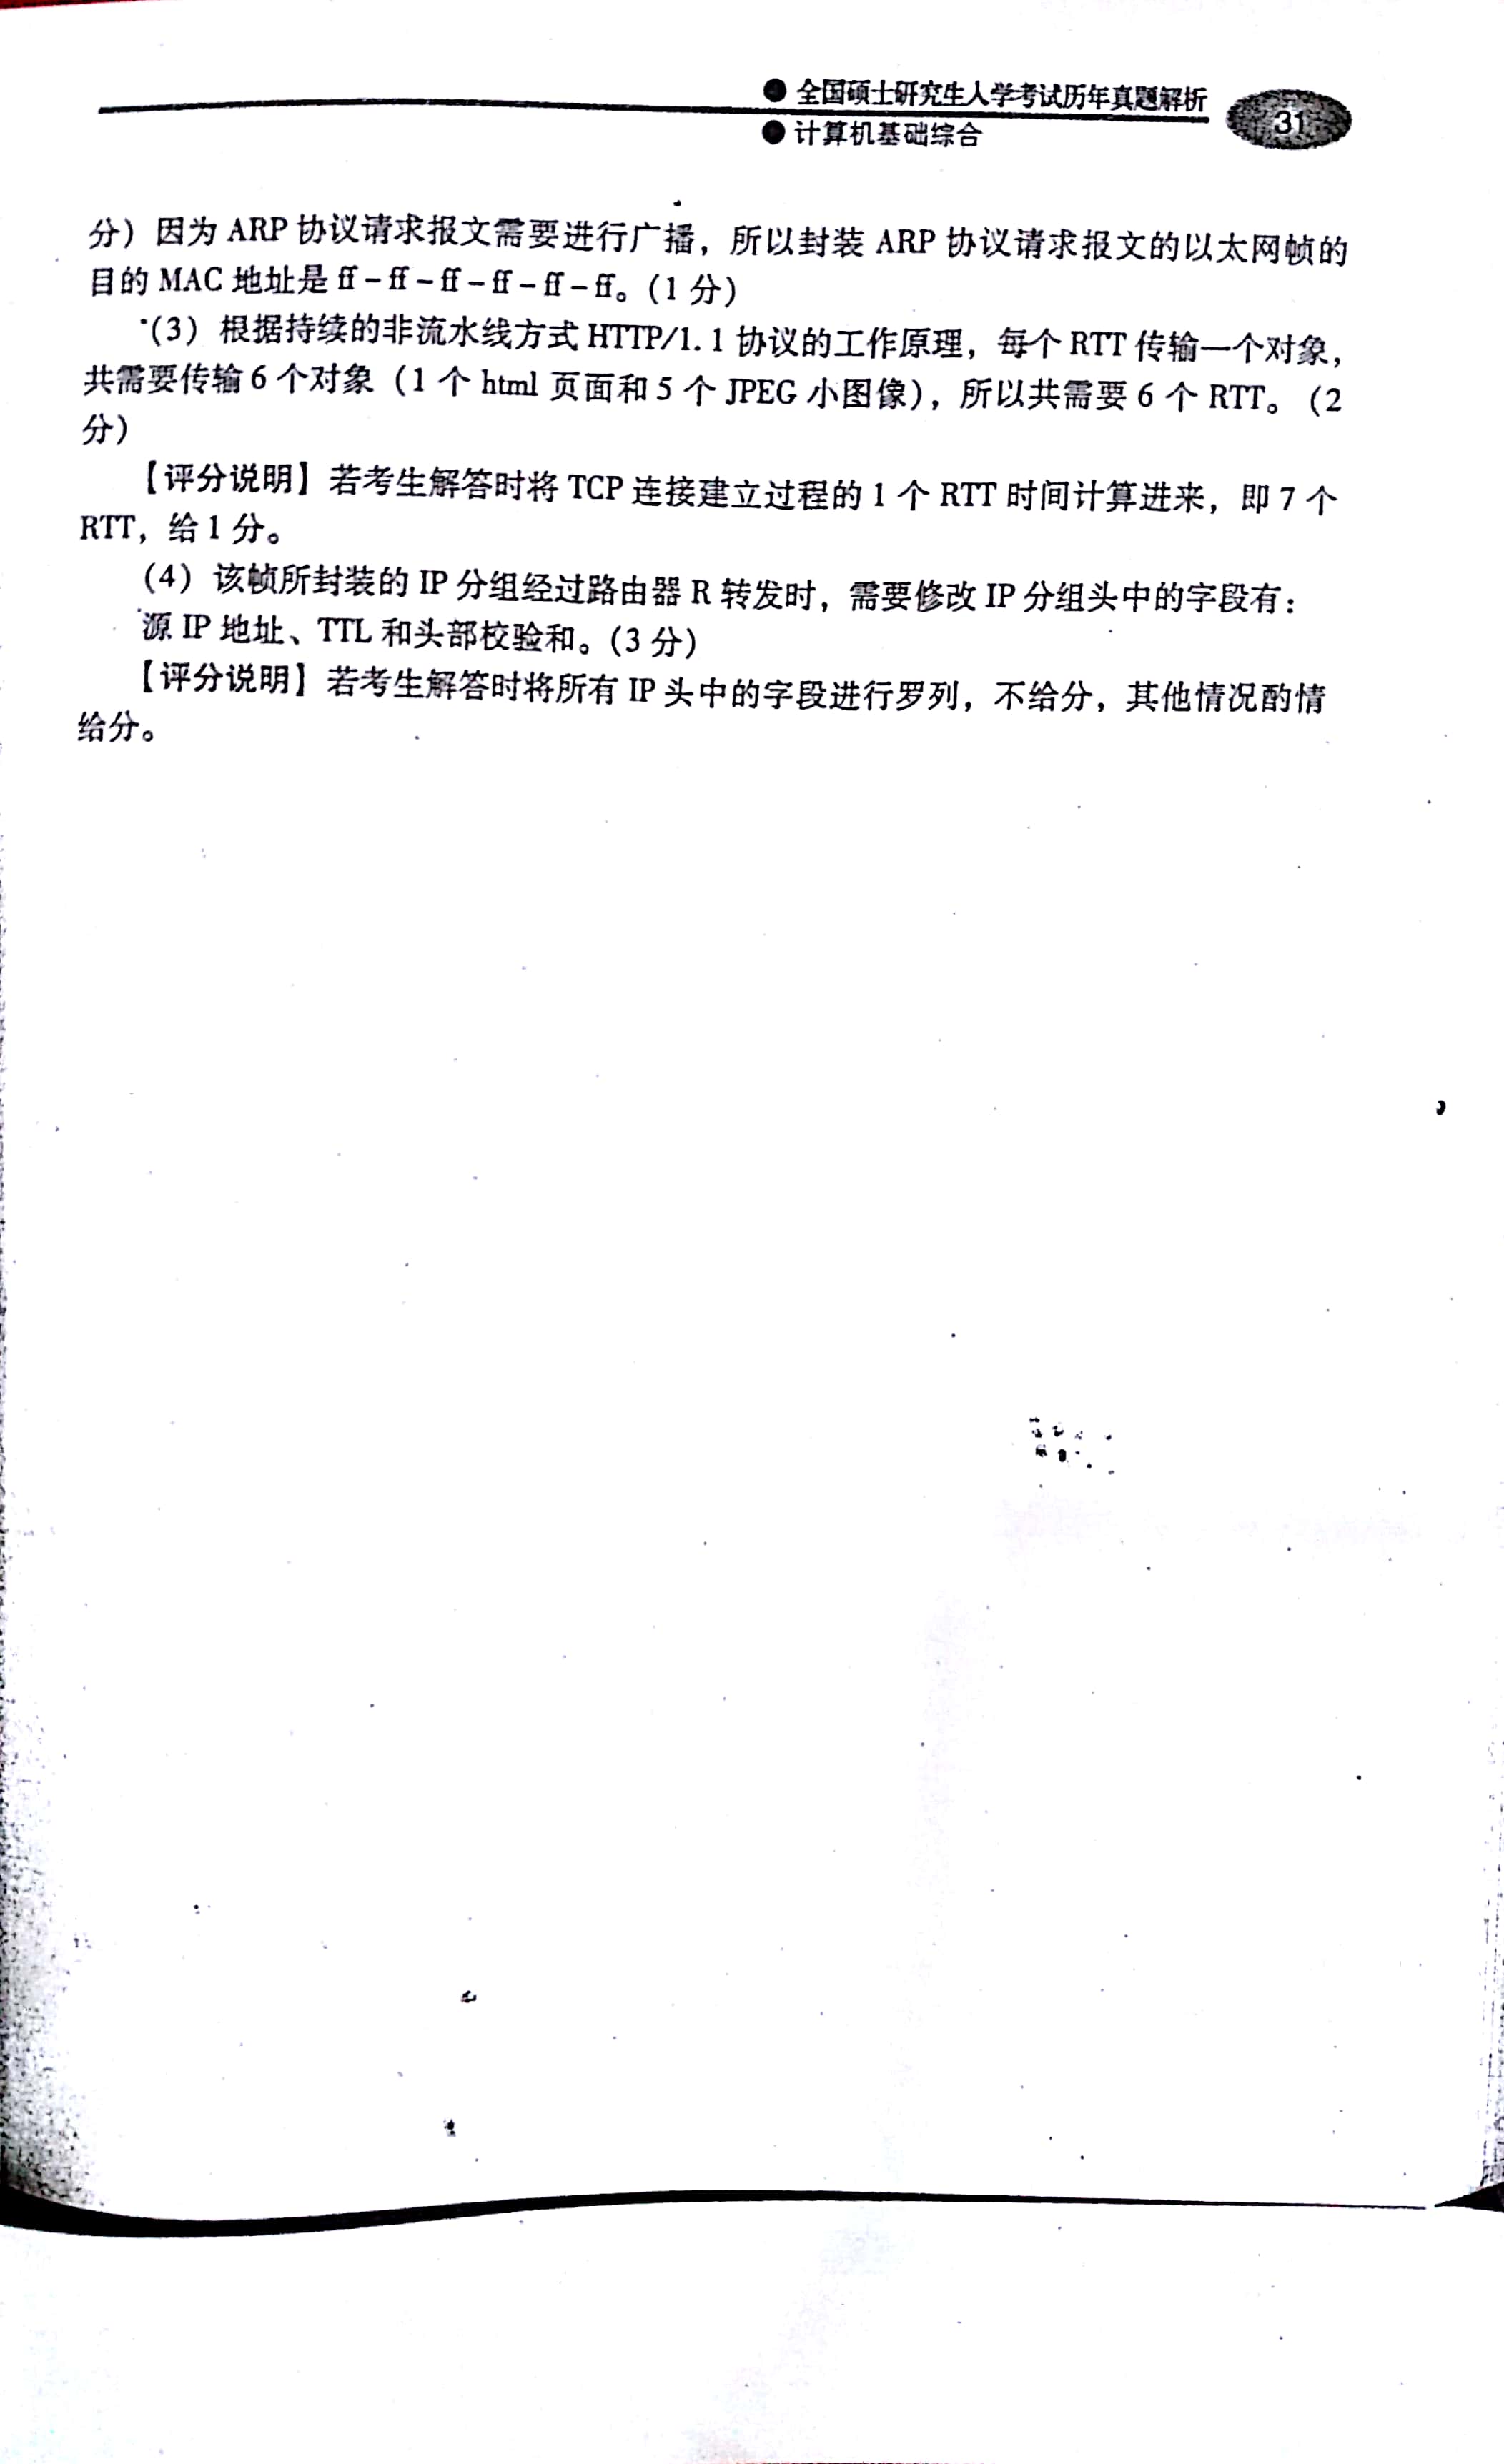 全国硕士研究生入学考试历年真题解析
计算机基础综合
31
分）因为 ARP 协议请求报文需要进行广播，所以封装 ARP 协议请求报文的以太网帧的
目的 MAC 地址是 ff-ff-ff-ff-ff-ff。（1 分）
（3）根据持续的非流水线方式 HTTP/1.1 协议的工作原理，每个 RTT 传输一个对象，
共需要传输 6 个对象（1 个 html 页面和 5 个 JPEG 小图像），所以共需要 6 个 RTT。（2
分）
【评分说明】若考生解答时将 TCP 连接建立过程的 1 个 RTT 时间计算进来，即 7 个
RTT，给 1 分。
（4）该帧所封装的 IP 分组经过路由器 R 转发时，需要修改 IP 分组头中的字段有：
源 IP 地址、TTL 和头部校验和。（3 分）
【评分说明】若考生解答时将所有 IP 头中的字段进行罗列，不给分，其他情况酌情
给分。